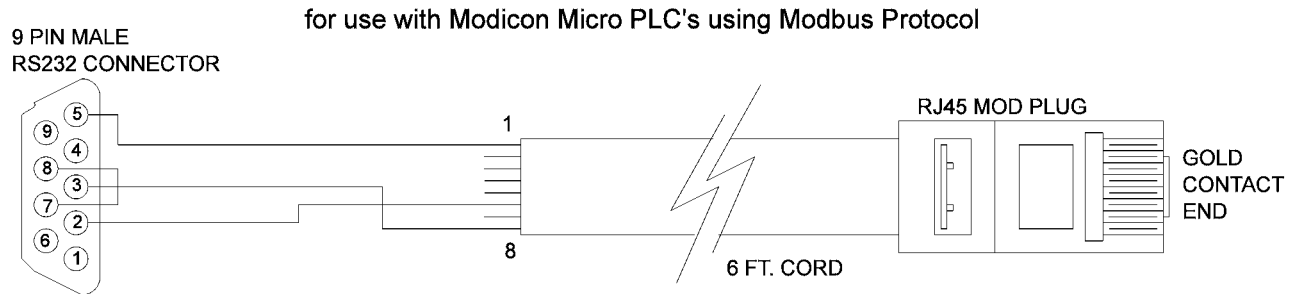 for use with Modicon Micro PLC's using Modbus Protocol
9 PIN MALE
RS232 CONNECTOR
5
9
4
8
3
7
2
6
1
1
8
6 FT. CORD
RJ45 MOD PLUG
GOLD
CONTACT
END